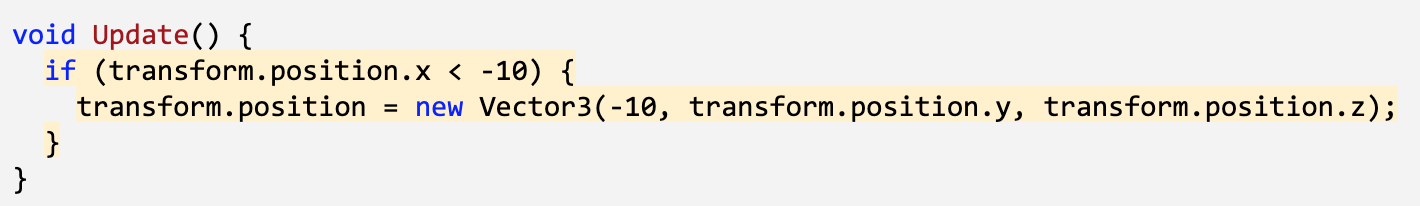 void Update() {
if (transform.position.x < -10) {
transform.position = new Vector3(-10, transform.position.y, transform.position.z);
}
}